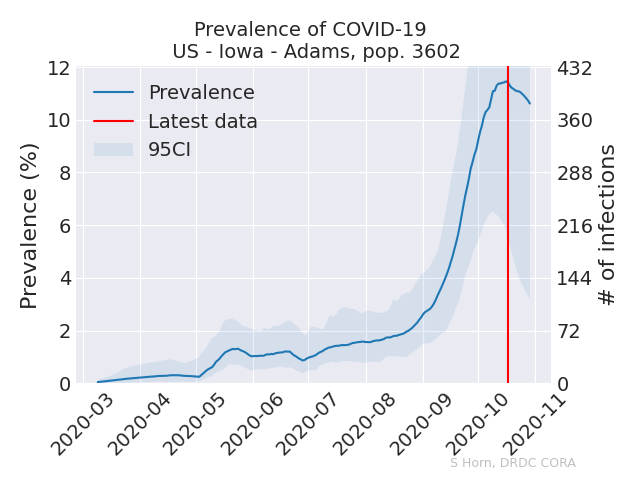 Prevalence of COVID-19
US - Iowa - Adams, pop. 3602
12
10
8
6
4
2
0
Prevalence (%)
Prevalence
Latest data
95CI
432
360
288
216
144
72
0
# of infections
2020-03
2020-04
2020-05
2020-06
2020-07
2020-08
2020-09
2020-10
2020-11
S Horn, DRDC CORA